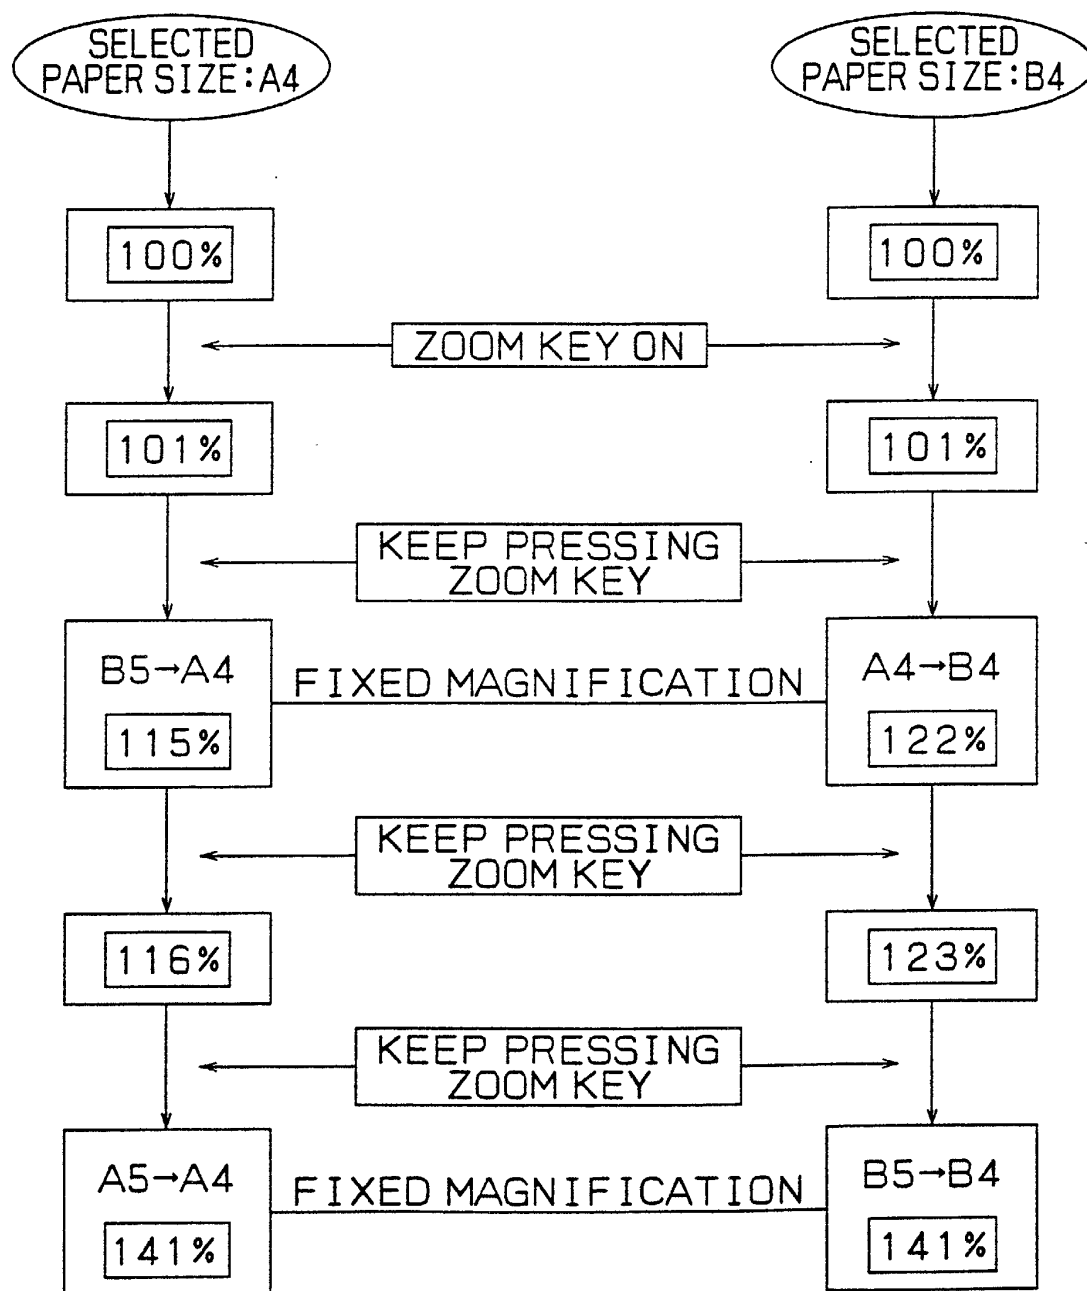 SELECTED
PAPER SIZE:A4
SELECTED
PAPER SIZE:B4
100%
100%
ZOOM KEY ON
101%
101%
KEEP PRESSING
ZOOM KEY
B5→A4
115%
FIXED MAGNIFICATION
A4→B4
122%
KEEP PRESSING
ZOOM KEY
116%
123%
KEEP PRESSING
ZOOM KEY
A5→A4
141%
FIXED MAGNIFICATION
B5→B4
141%